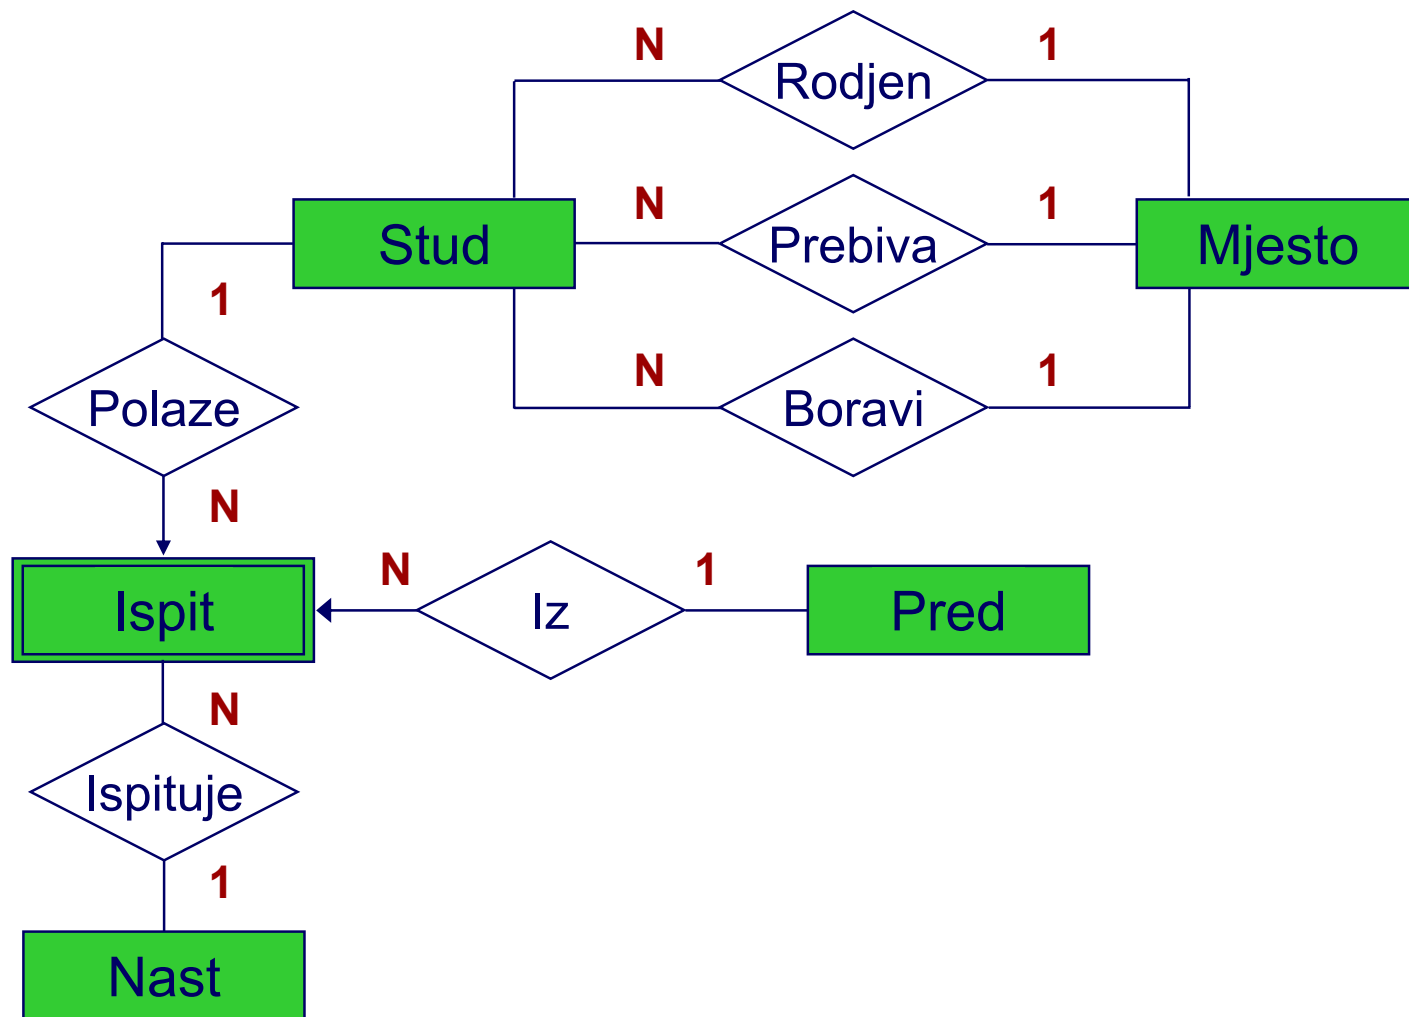 N 1
Rodjen
N 1
Stud Prebiva Mjesto
1
N 1
Polaze Boravi
N
N 1
Ispit Iz Pred
N
Ispituje
1
Nast